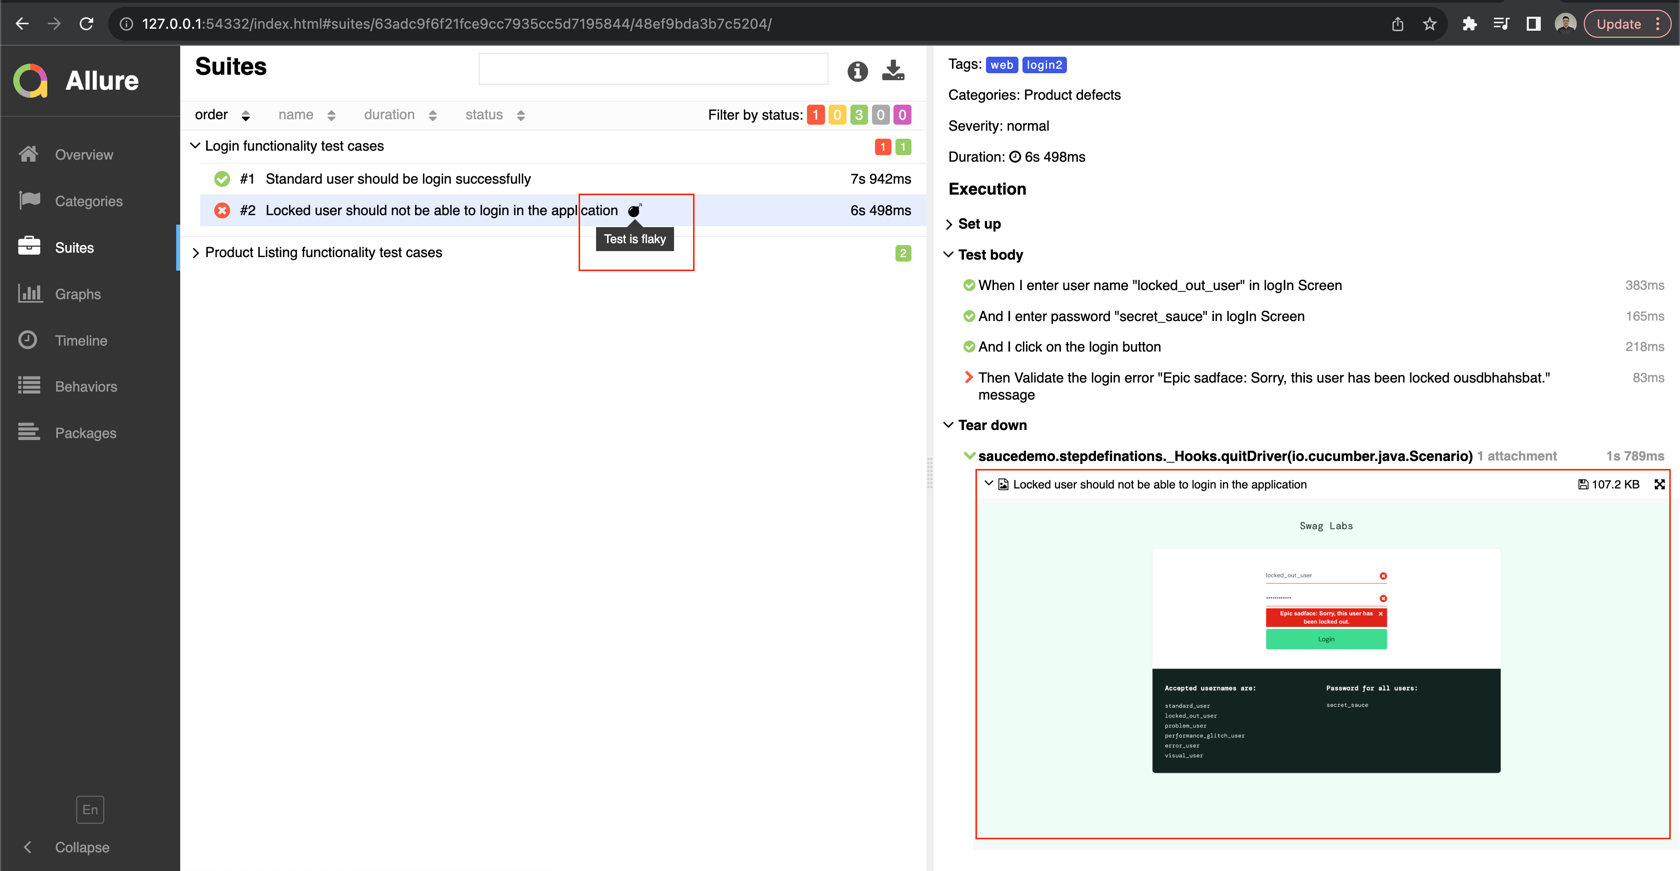 127.0.0.1:54332/index.html#suites/63adc9f6f21fce9cc7935cc5d7195844/48ef9bda3b7c5204/
Update
Allure
Overview
Categories
Suites
Graphs
Timeline
Behaviors
Packages
En
Collapse
Suites
order name duration status
Filter by status: 1 0 3 0 0
Login functionality test cases 1 1
#1 Standard user should be login successfully 7s 942ms
#2 Locked user should not be able to login in the application 6s 498ms
Test is flaky
Product Listing functionality test cases 2
Tags: web login2
Categories: Product defects
Severity: normal
Duration: 6s 498ms
Execution
Set up
Test body
When I enter user name "locked_out_user" in logIn Screen 383ms
And I enter password "secret_sauce" in logIn Screen 165ms
And I click on the login button 218ms
Then Validate the login error "Epic sadface: Sorry, this user has been locked ousdbhahsbat." 83ms
message
Tear down
saucedemo.stepdefinations._Hooks.quitDriver(io.cucumber.java.Scenario) 1 attachment 1s 789ms
Locked user should not be able to login in the application 107.2 KB
Swag Labs
locked_out_user
Epic sadface: Sorry, this user has
been locked out.
Login
Accepted usernames are:
standard_user
locked_out_user
problem_user
performance_glitch_user
error_user
visual_user
Password for all users:
secret_sauce